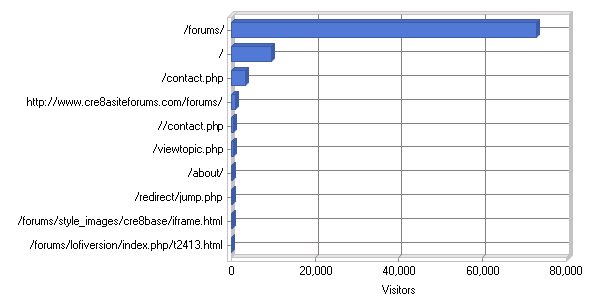 /forums/
/
/contact.php
http://www.cre8asiteforums.com/forums/
//contact.php
/viewtopic.php
/about/
/redirect/jump.php
/forums/style_images/cre8base/iframe.html
/forums/lofiversion/index.php/t2413.html
0 20,000 40,000 60,000 80,000
Visitors